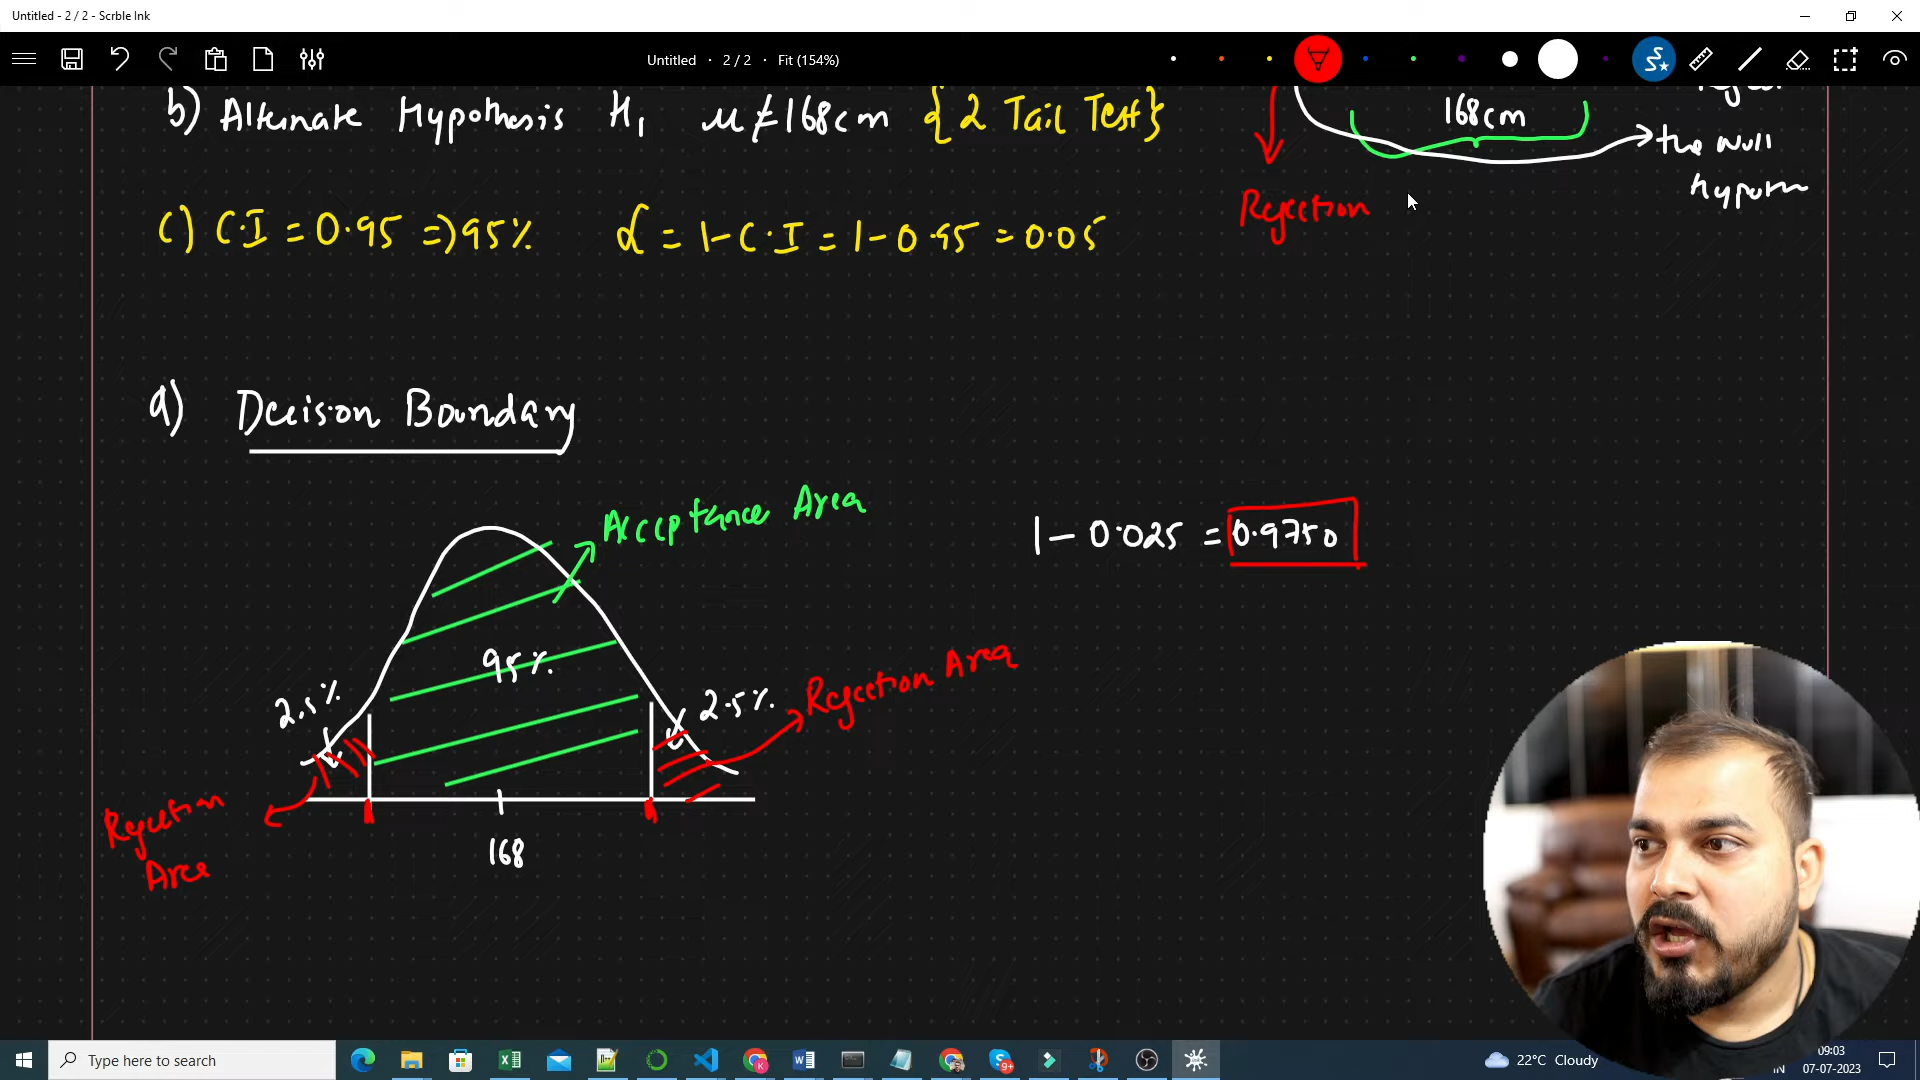 Untitled - 2 / 2 - Scrble Ink
Untitled · 2 / 2 · Fit (154%)
b) Alternate Hypothesis H₁ μ ≠ 168cm {2 Tail Test}
168cm
the Null
Rejection
c) C.I = 0.95 => 95% α = 1 - C.I = 1 - 0.95 = 0.05
d) Decison Boundary
Acceptance Area
1 - 0.025 = 0.9750
95%
2.5%
2.5%
Rejection Area
Rejection
Area
168
Type here to search
22°C Cloudy
09:03
IN
07-07-2023